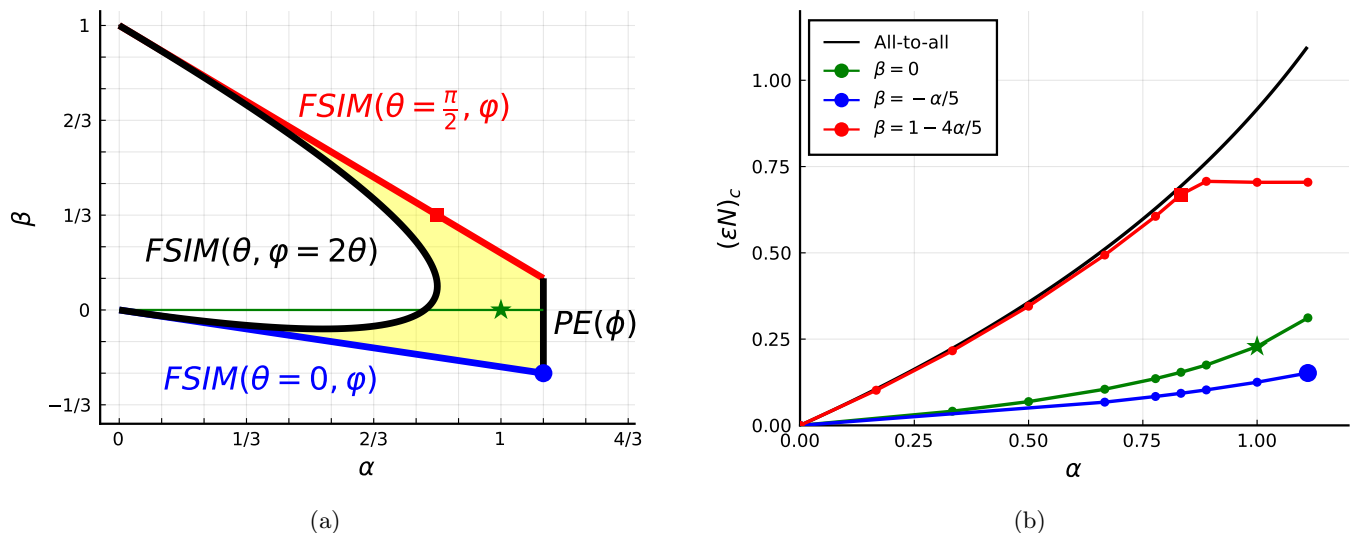 1
2/3
1/3
0
−1/3
β
FSIM(θ = π/2, φ)
FSIM(θ, φ = 2θ)
PE(ϕ)
FSIM(θ = 0, φ)
0
1/3
2/3
1
4/3
α
(a)
All-to-all
β = 0
β = −α/5
β = 1 − 4α/5
1.00
0.75
0.50
0.25
0.00
(εN)c
0.00
0.25
0.50
0.75
1.00
α
(b)